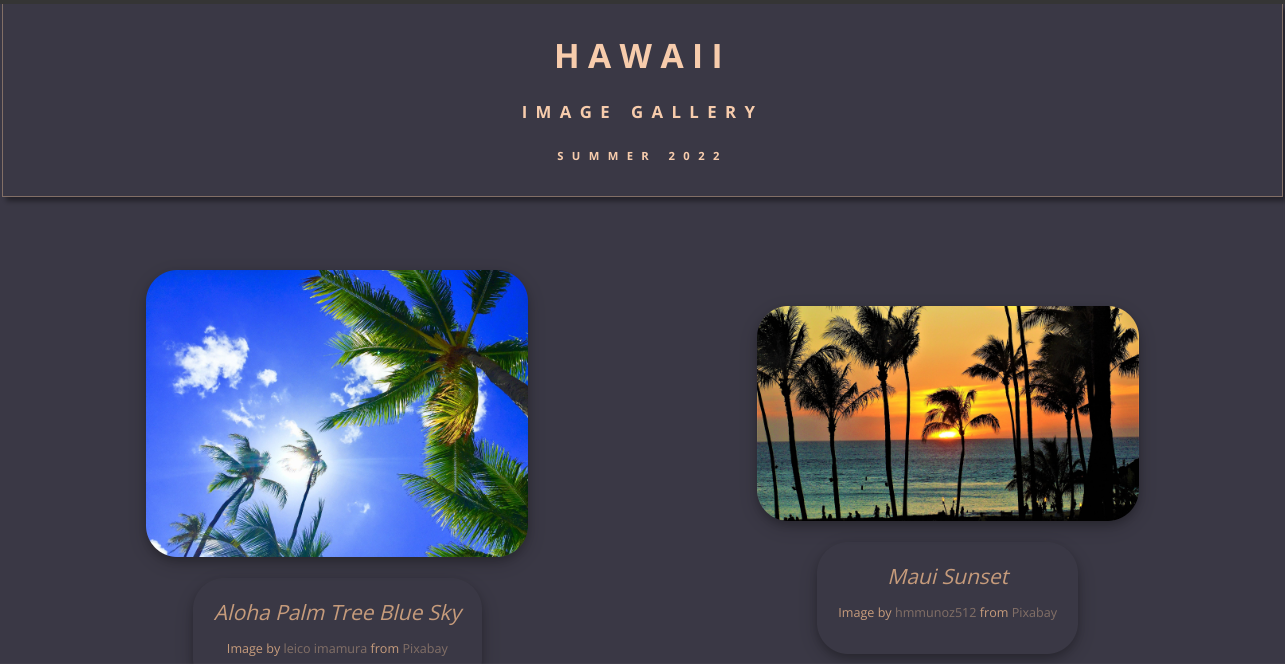 HAWAII
IMAGE GALLERY
SUMMER 2022
Aloha Palm Tree Blue Sky
Image by leico imamura from Pixabay
Maui Sunset
Image by hmmunoz512 from Pixabay